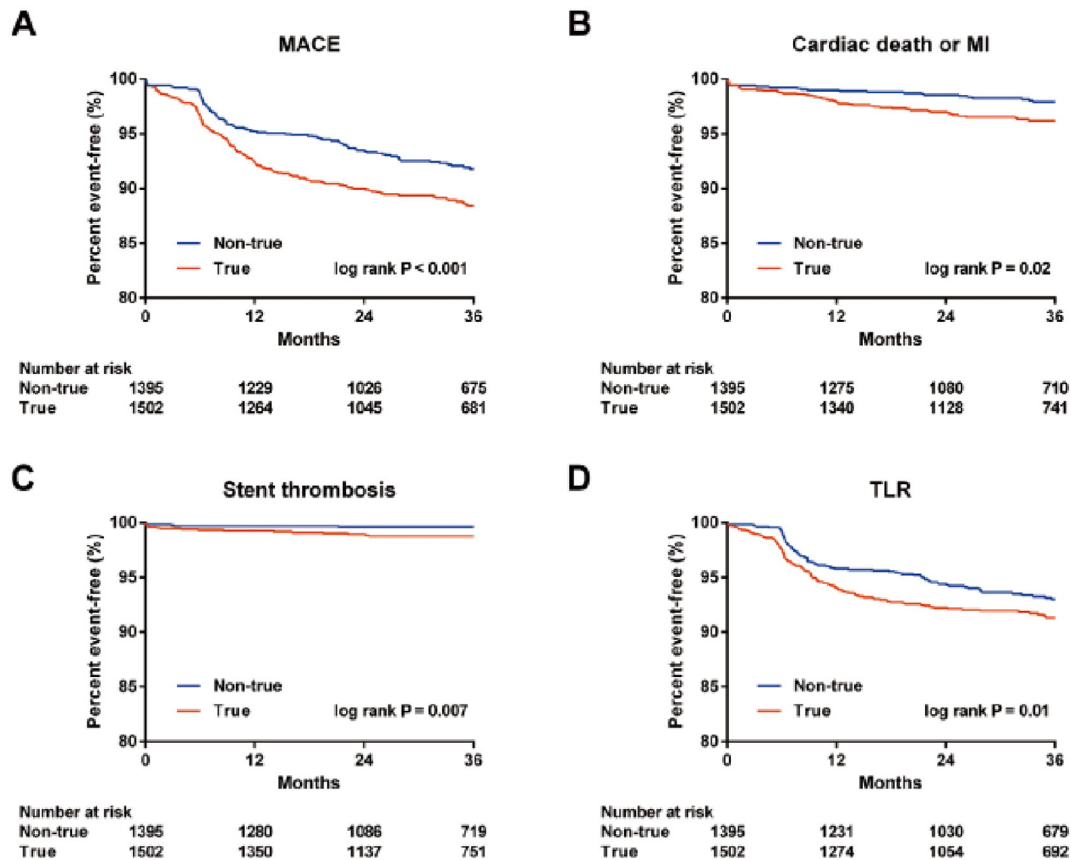 A
MACE
Percent event-free (%)
100
95
90
85
80
Non-true
True
log rank P < 0.001
0 12 24 36
Months
Number at risk
Non-true 1395 1229 1026 675
True 1502 1264 1045 681
B
Cardiac death or MI
Percent event-free (%)
100
95
90
85
80
Non-true
True
log rank P = 0.02
0 12 24 36
Months
Number at risk
Non-true 1395 1275 1080 710
True 1502 1340 1128 741
C
Stent thrombosis
Percent event-free (%)
100
95
90
85
80
Non-true
True
log rank P = 0.007
0 12 24 36
Months
Number at risk
Non-true 1395 1280 1086 719
True 1502 1350 1137 751
D
TLR
Percent event-free (%)
100
95
90
85
80
Non-true
True
log rank P = 0.01
0 12 24 36
Months
Number at risk
Non-true 1395 1231 1030 679
True 1502 1274 1054 692